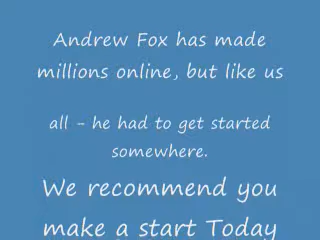 Andrew Fox has made
millions online, but like us
all - he had to get started
somewhere.
We recommend you
make a start Today